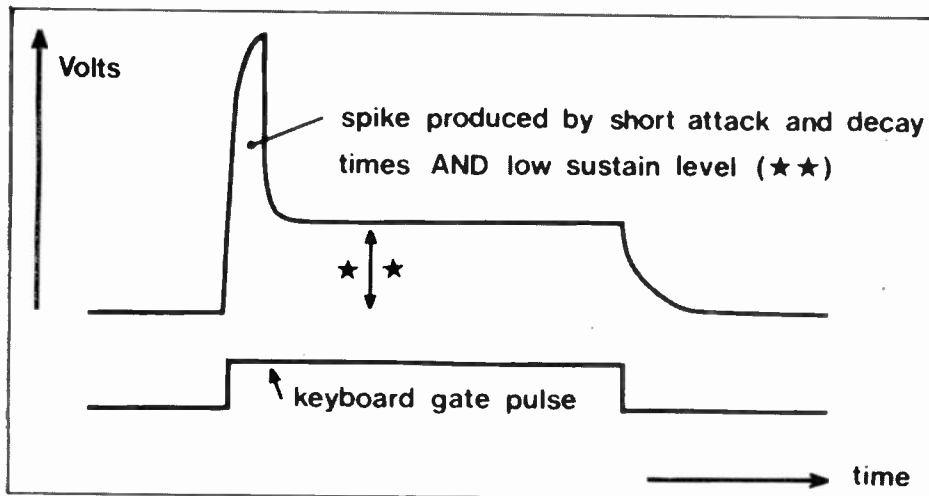 Volts
spike produced by short attack and decay
times AND low sustain level (★★)
★ ★
keyboard gate pulse
time